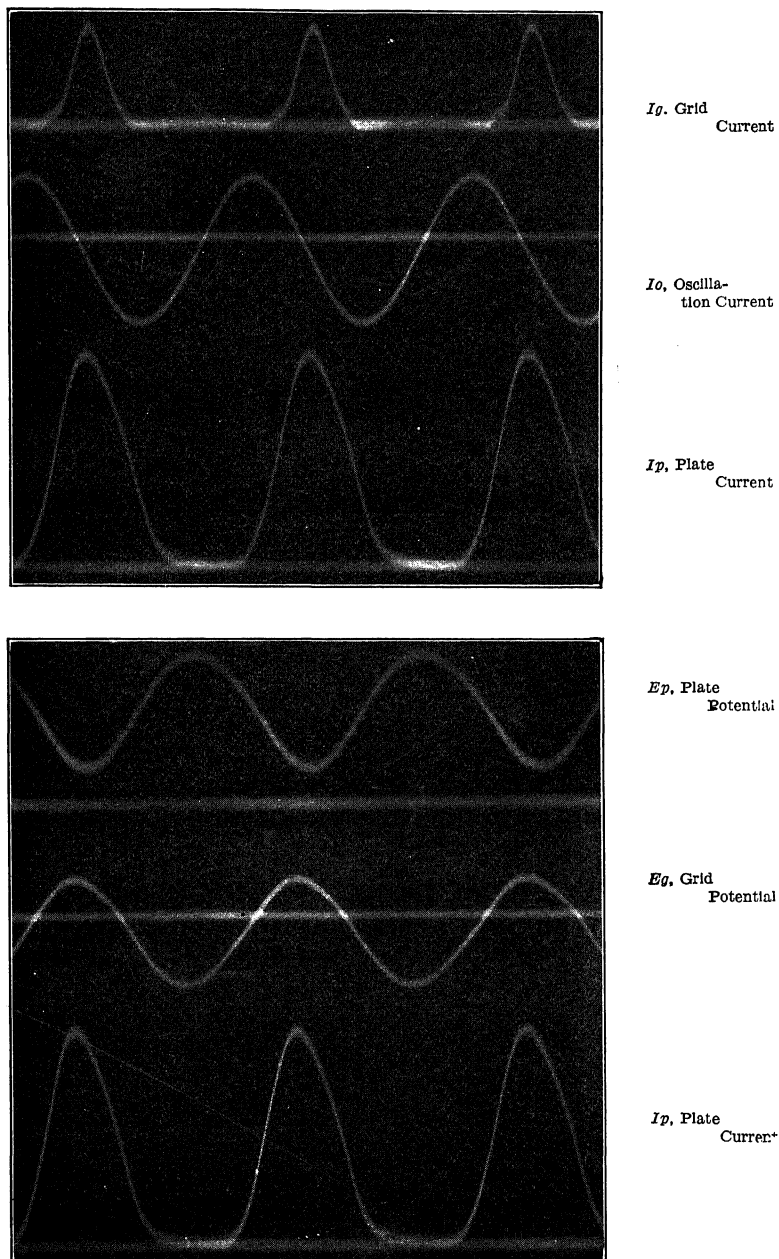 Ig. Grid
Current
Io, Oscilla-
tion Current
Ip, Plate
Current
Ep, Plate
Potential
Eg, Grid
Potential
Ip, Plate
Current